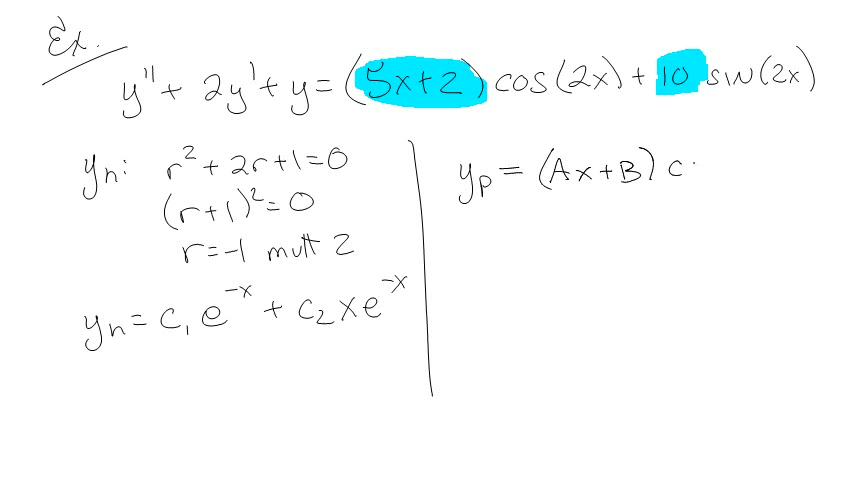 Ex.
y'' + 2y' + y = (5x+2) cos(2x) + 10 sin(2x)
yₕ: r² + 2r + 1 = 0
(r+1)² = 0
r = -1 mult 2
yₕ = c₁e⁻ˣ + c₂xe⁻ˣ
yₚ = (Ax+B) c